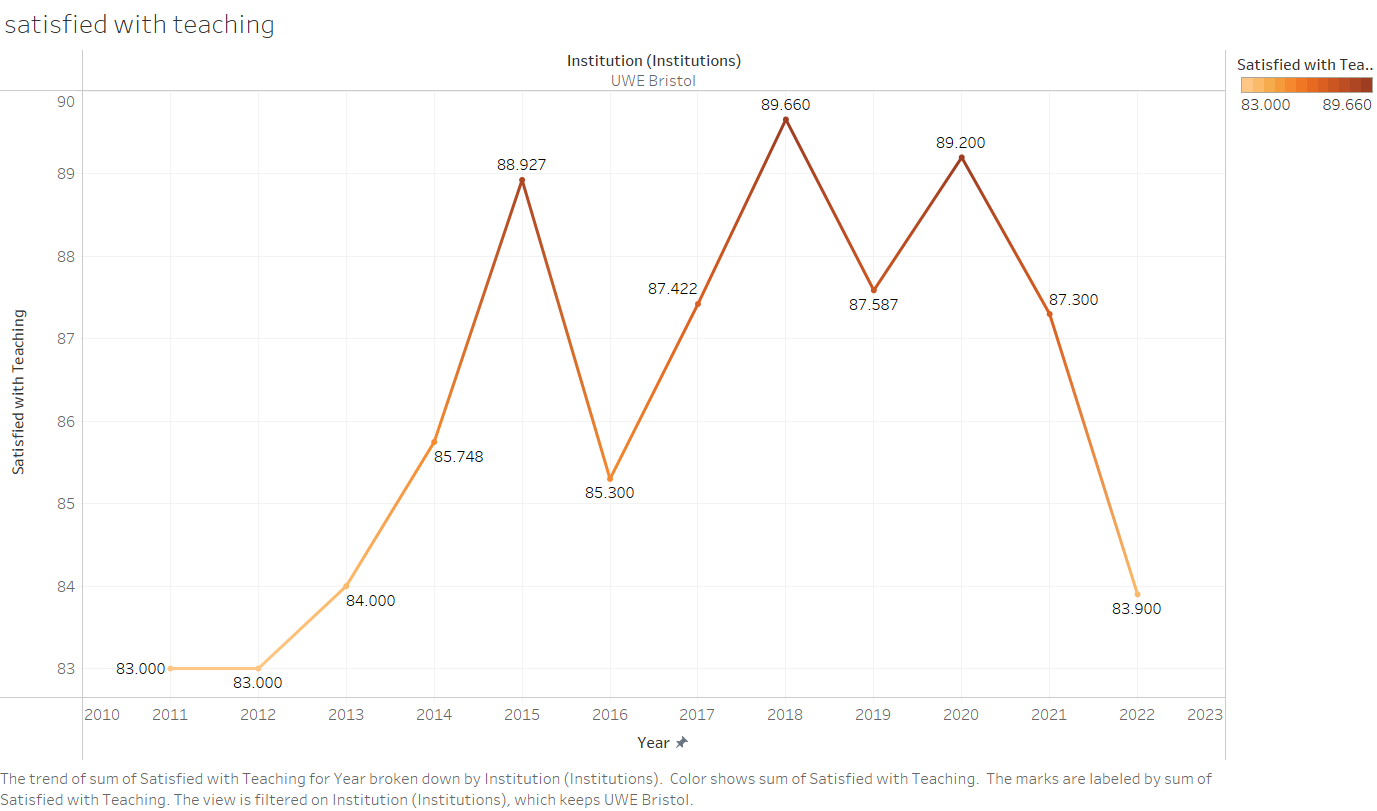 satisfied with teaching
Institution (Institutions)
UWE Bristol
Satisfied with Tea..
83.000 89.660
Satisfied with Teaching
90
89
88
87
86
85
84
83
83.000
83.000
84.000
85.748
88.927
85.300
87.422
89.660
87.587
89.200
87.300
83.900
2010 2011 2012 2013 2014 2015 2016 2017 2018 2019 2020 2021 2022 2023
Year
The trend of sum of Satisfied with Teaching for Year broken down by Institution (Institutions).  Color shows sum of Satisfied with Teaching.  The marks are labeled by sum of
Satisfied with Teaching. The view is filtered on Institution (Institutions), which keeps UWE Bristol.